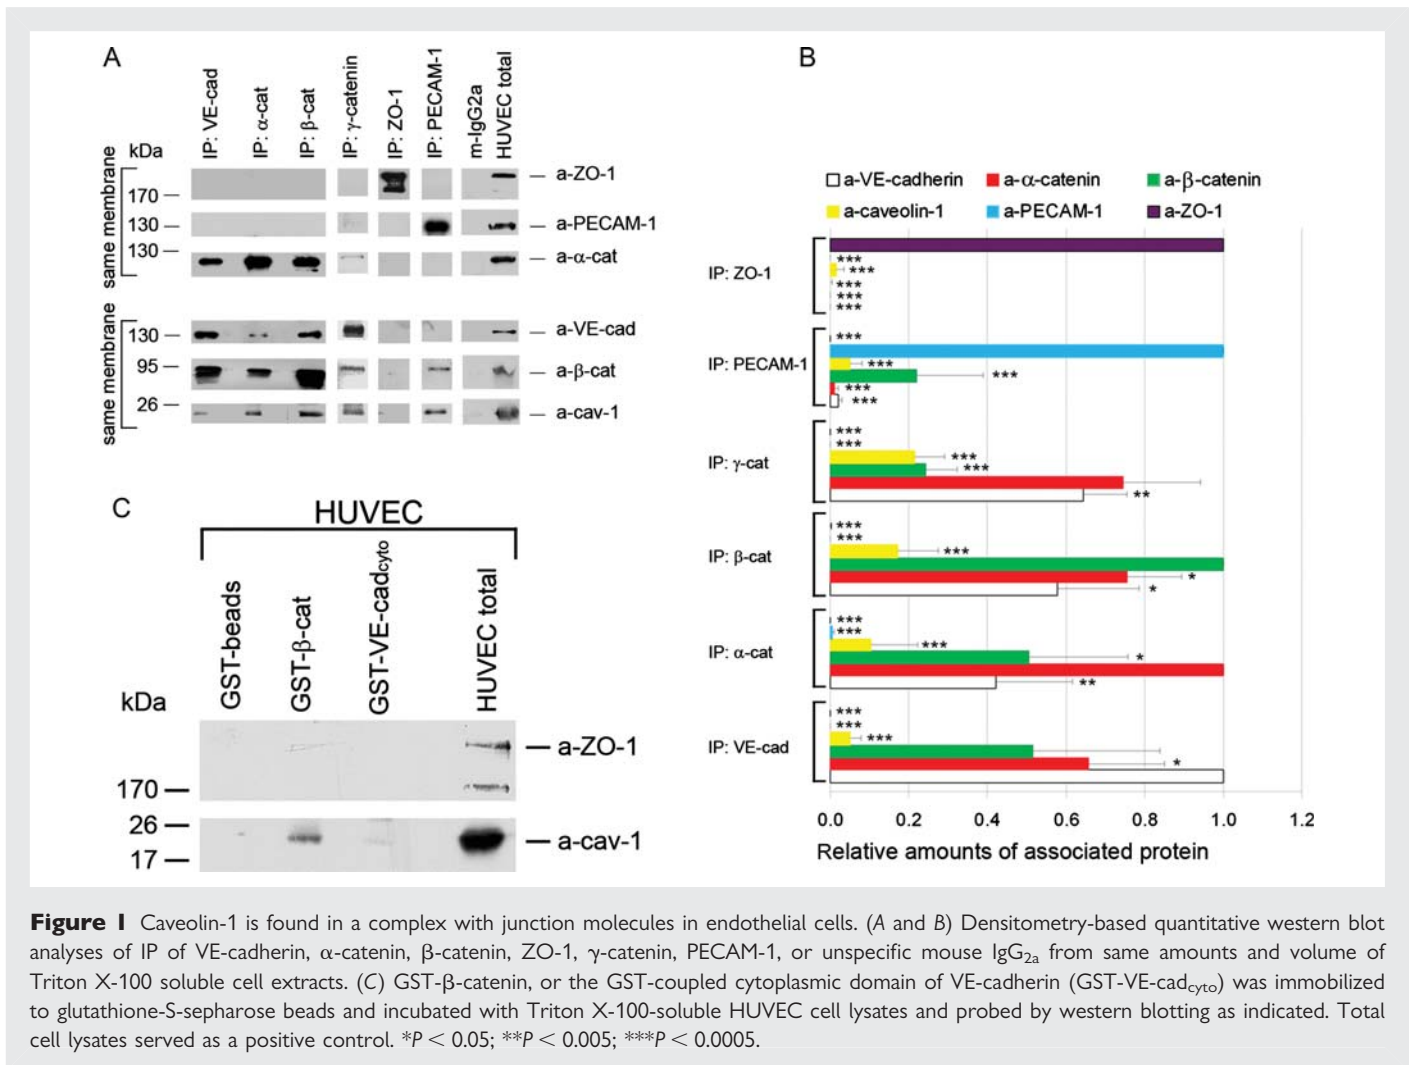 A
IP: VE-cad
IP: α-cat
IP: β-cat
IP: γ-catenin
IP: ZO-1
IP: PECAM-1
m-IgG2a
HUVEC total
kDa
same membrane
170
130
130
a-ZO-1
a-PECAM-1
a-α-cat
same membrane
130
95
26
a-VE-cad
a-β-cat
a-cav-1
B
a-VE-cadherin a-α-catenin a-β-catenin
a-caveolin-1 a-PECAM-1 a-ZO-1
IP: ZO-1
***
***
***
***
***
IP: PECAM-1
***
***
***
***
***
IP: γ-cat
***
***
***
***
**
IP: β-cat
***
***
***
*
*
IP: α-cat
***
***
***
*
**
IP: VE-cad
***
***
***
*
0.0 0.2 0.4 0.6 0.8 1.0 1.2
Relative amounts of associated protein
C
HUVEC
GST-beads
GST-β-cat
GST-VE-cadcyto
HUVEC total
kDa
170
26
17
a-ZO-1
a-cav-1
Figure 1 Caveolin-1 is found in a complex with junction molecules in endothelial cells. (A and B) Densitometry-based quantitative western blot
analyses of IP of VE-cadherin, α-catenin, β-catenin, ZO-1, γ-catenin, PECAM-1, or unspecific mouse IgG2a from same amounts and volume of
Triton X-100 soluble cell extracts. (C) GST-β-catenin, or the GST-coupled cytoplasmic domain of VE-cadherin (GST-VE-cadcyto) was immobilized
to glutathione-S-sepharose beads and incubated with Triton X-100-soluble HUVEC cell lysates and probed by western blotting as indicated. Total
cell lysates served as a positive control. *P < 0.05; **P < 0.005; ***P < 0.0005.